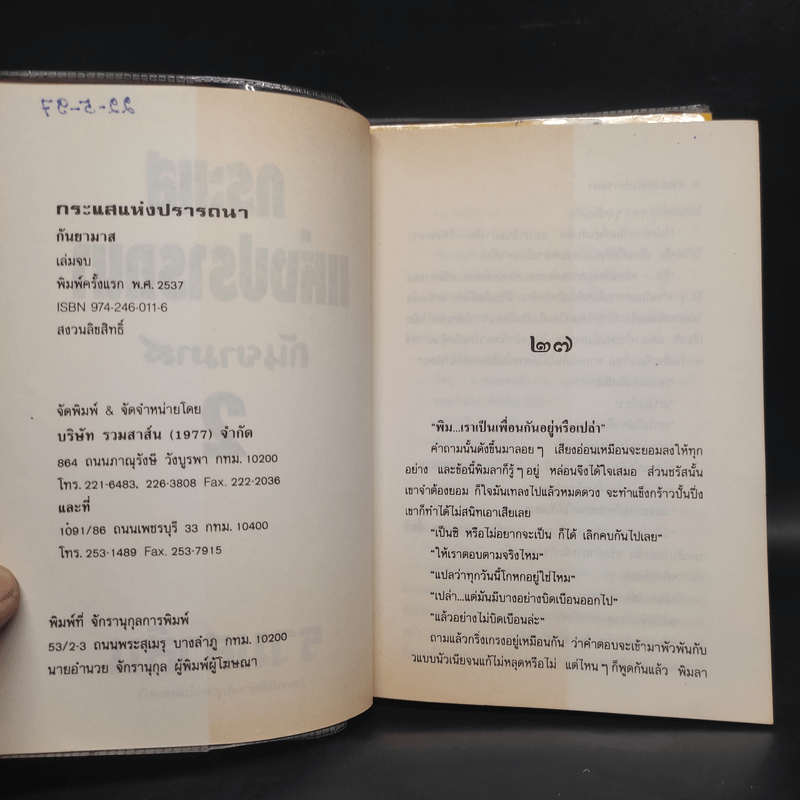 22-5-97
กระแสแห่งปรารถนา
กันยามาส
เล่มจบ
พิมพ์ครั้งแรก พ.ศ. 2537
ISBN 974-246-011-6
สงวนลิขสิทธิ์
จัดพิมพ์ & จัดจำหน่ายโดย
บริษัท รวมสาส์น (1977) จำกัด
864 ถนนภาณุรังษี วังบูรพา กทม. 10200
โทร. 221-6483, 226-3808 Fax. 222-2036
และที่
1091/86 ถนนเพชรบุรี 33 กทม. 10400
โทร. 253-1489 Fax. 253-7915
พิมพ์ที่ จักรานุกูลการพิมพ์
53/2-3 ถนนพระสุเมรุ บางลำภู กทม. 10200
นายอำนวย จักรานุกูล ผู้พิมพ์ผู้โฆษณา
๒๗
"พิม...เราเป็นเพื่อนกันอยู่หรือเปล่า"
คำถามนั้นดังขึ้นมาลอยๆ เสียงอ่อนเหมือนจะยอมลงให้ทุก
อย่าง และข้อนี้พิมลาก็รู้ๆ อยู่ หล่อนจึงได้ใจเสมอ ส่วนชรัสนั้น
เขาจำต้องยอม ก็ใจมันเทลงไปแล้วหมดดวง จะทำแข็งกร้าวปั้นปึ่ง
เขาก็ทำได้ไม่สนิทเอาเสียเลย
"เป็นซิ หรือไม่อยากจะเป็น ก็ได้ เลิกคบกันไปเลย"
"ให้เราตอบตามจริงไหม"
"แปลว่าทุกวันนี้โกหกอยู่ใช่ไหม"
"เปล่า...แต่มันมีบางอย่างบิดเบือนออกไป"
"แล้วอย่างไม่บิดเบือนล่ะ"
ถามแล้วกริ่งเกรงอยู่เหมือนกัน ว่าคำตอบจะเข้ามาพัวพันกับ
วแบบนัวเนียจนแก้ไม่หลุดหรือไม่ แต่ไหนๆ ก็พูดกันแล้ว พิมลา